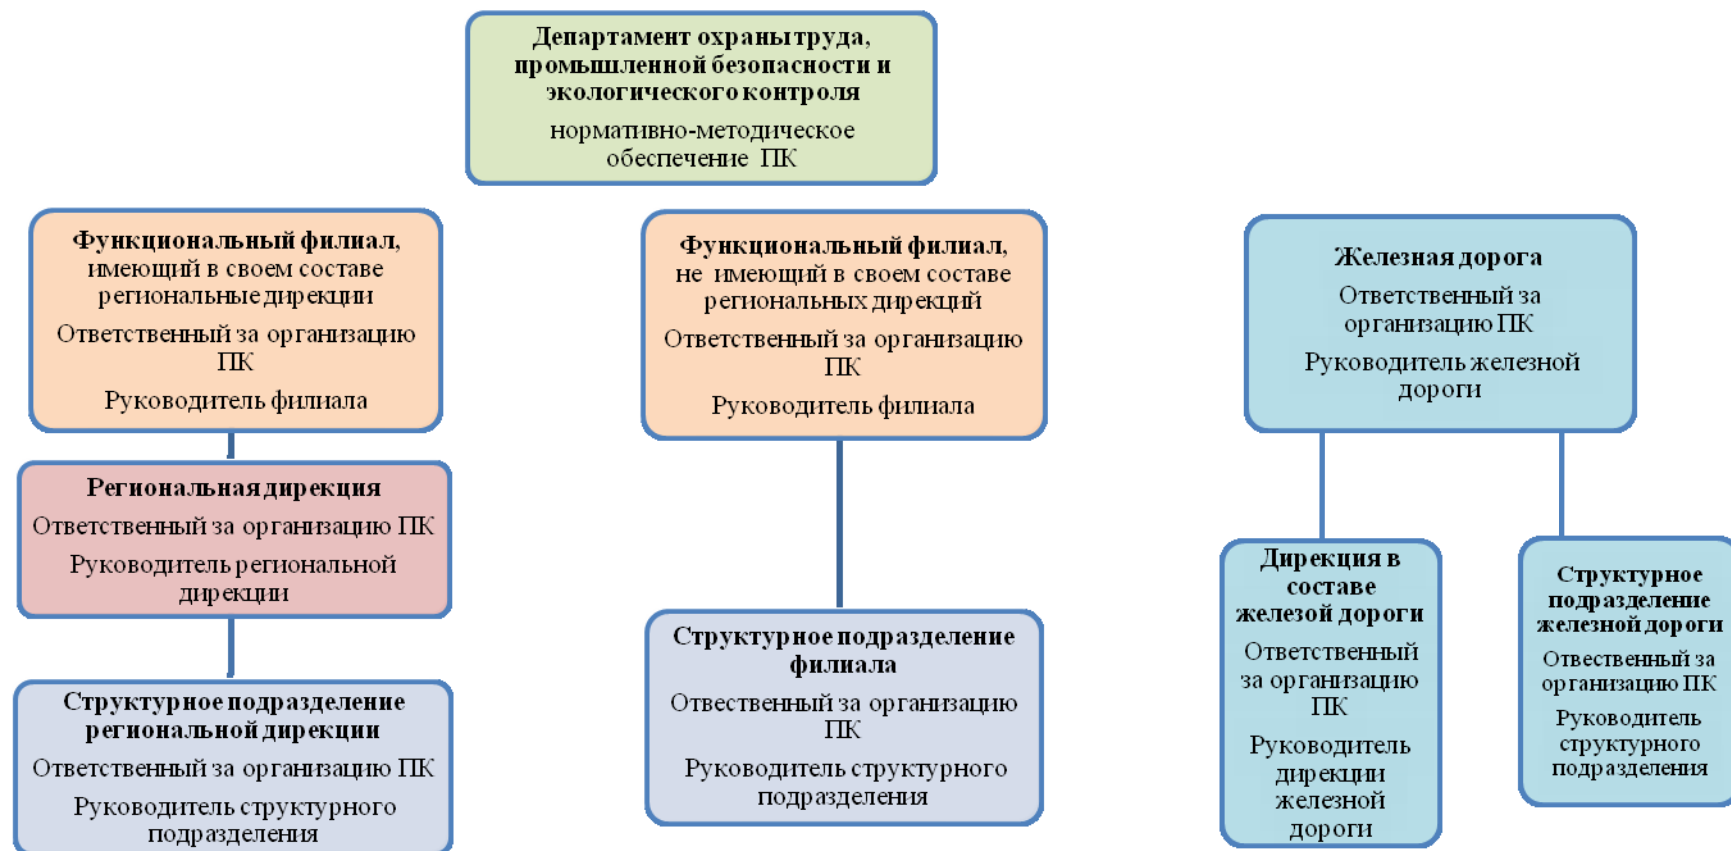 Департамент охраны труда,
промышленной безопасности и
экологического контроля
нормативно-методическое
обеспечение ПК
Функциональный филиал,
имеющий в своем составе
региональные дирекции
Ответственный за организацию
ПК
Руководитель филиала
Региональная дирекция
Ответственный за организацию ПК
Руководитель региональной
дирекции
Структурное подразделение
региональной дирекции
Ответственный за организацию ПК
Руководитель структурного
подразделения
Функциональный филиал,
не имеющий в своем составе
региональных дирекций
Ответственный за организацию
ПК
Руководитель филиала
Структурное подразделение
филиала
Отвественный за организацию
ПК
Руководитель структурного
подразделения
Железная дорога
Ответственный за
организацию ПК
Руководитель железной
дороги
Дирекция в
составе
железой дороги
Ответственный
за организацию
ПК
Руководитель
дирекции
железной
дороги
Структурное
подразделение
железной дороги
Отвественный за
организацию ПК
Руководитель
структурного
подразделения